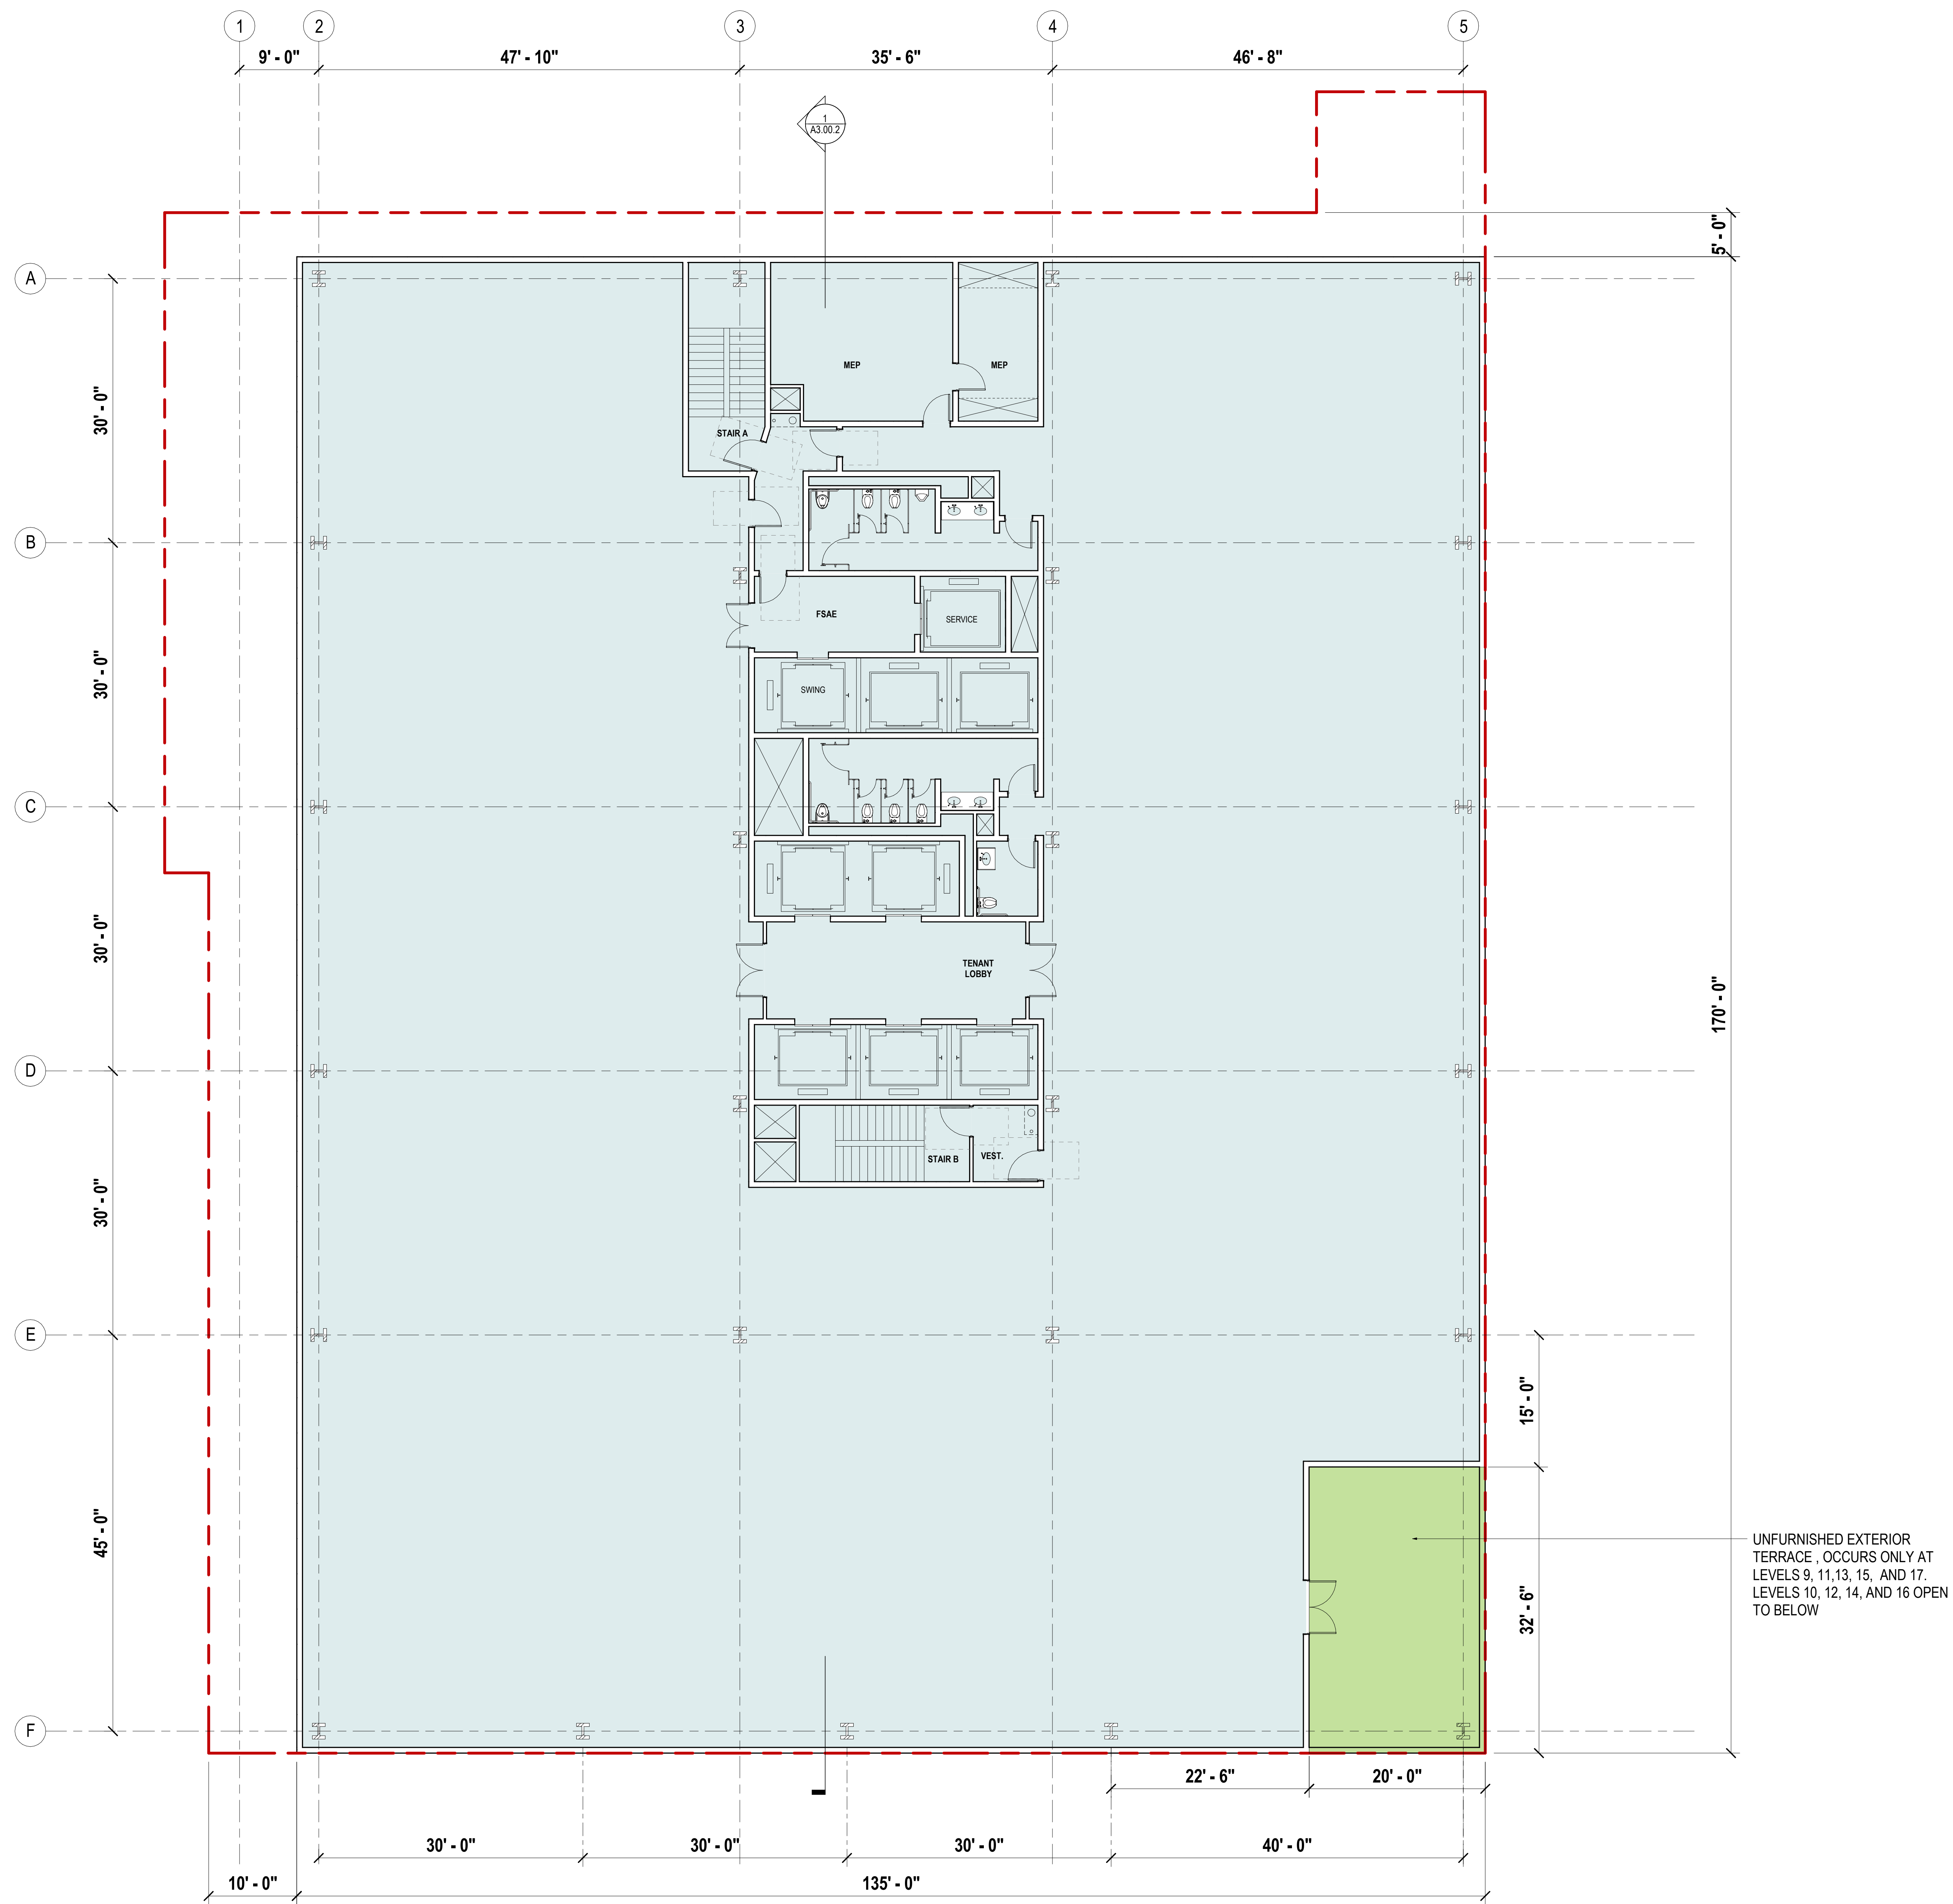 1
2
3
4
5
9' - 0"
47' - 10"
35' - 6"
46' - 8"
1
A3.00.2
5' - 0"
A
30' - 0"
MEP
MEP
STAIR A
B
FSAE
SERVICE
30' - 0"
SWING
C
30' - 0"
TENANT
LOBBY
170' - 0"
D
STAIR B
VEST.
30' - 0"
E
15' - 0"
45' - 0"
UNFURNISHED EXTERIOR
TERRACE , OCCURS ONLY AT
LEVELS 9, 11,13, 15, AND 17.
LEVELS 10, 12, 14, AND 16 OPEN
TO BELOW
32' - 6"
F
22' - 6"
20' - 0"
30' - 0"
30' - 0"
30' - 0"
40' - 0"
10' - 0"
135' - 0"